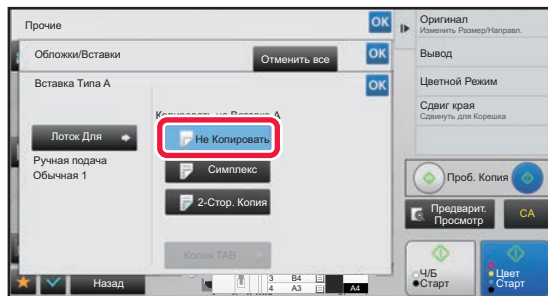 Прочие
OK
Обложки/Вставки
Отменить все
OK
Вставка Типа A
OK
Копировать на Вставке A
Лоток Для
Не Копировать
Ручная подача
Обычная 1
Симплекс
2-Стор. Копия
Копия TAB
Назад
3 B4
4 A3
A4
Оригинал
Изменить Размер/Направл.
Вывод
Цветной Режим
Сдвиг края
Сдвинуть для Корешка
Проб. Копия
Предварит.
Просмотр
CA
Ч/Б
Старт
Цвет
Старт